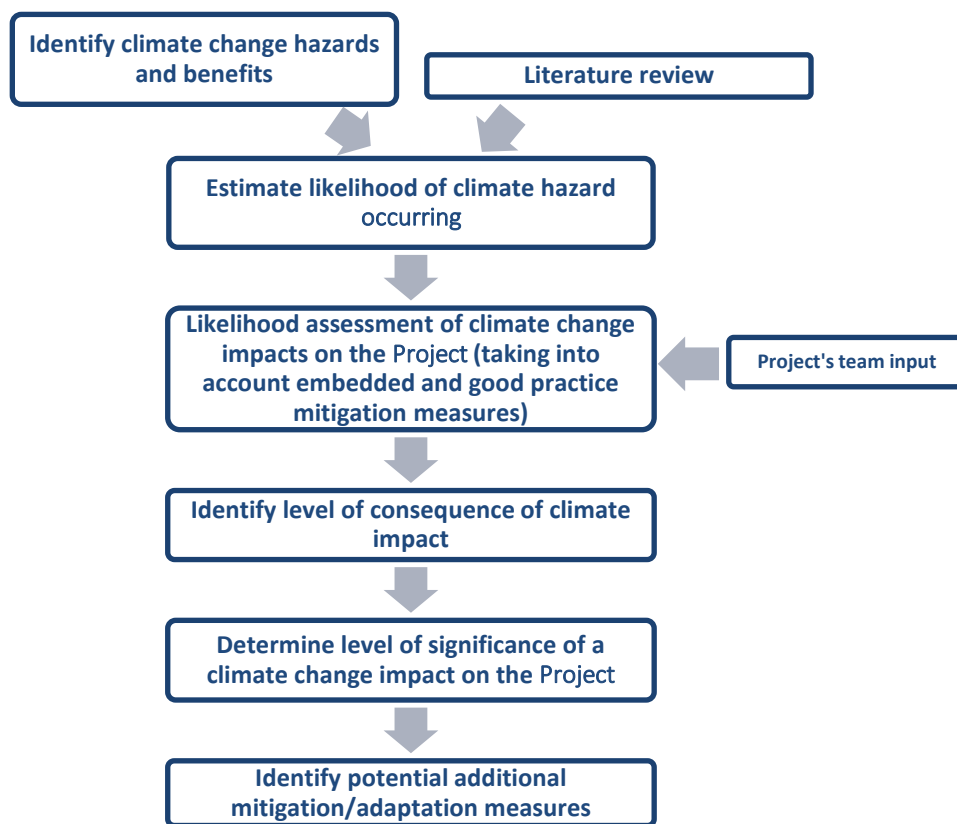 Identify climate change hazards
and benefits
Literature review
Estimate likelihood of climate hazard
occurring
Likelihood assessment of climate change
impacts on the Project (taking into
account embedded and good practice
mitigation measures)
Project's team input
Identify level of consequence of climate
impact
Determine level of significance of a
climate change impact on the Project
Identify potential additional
mitigation/adaptation measures